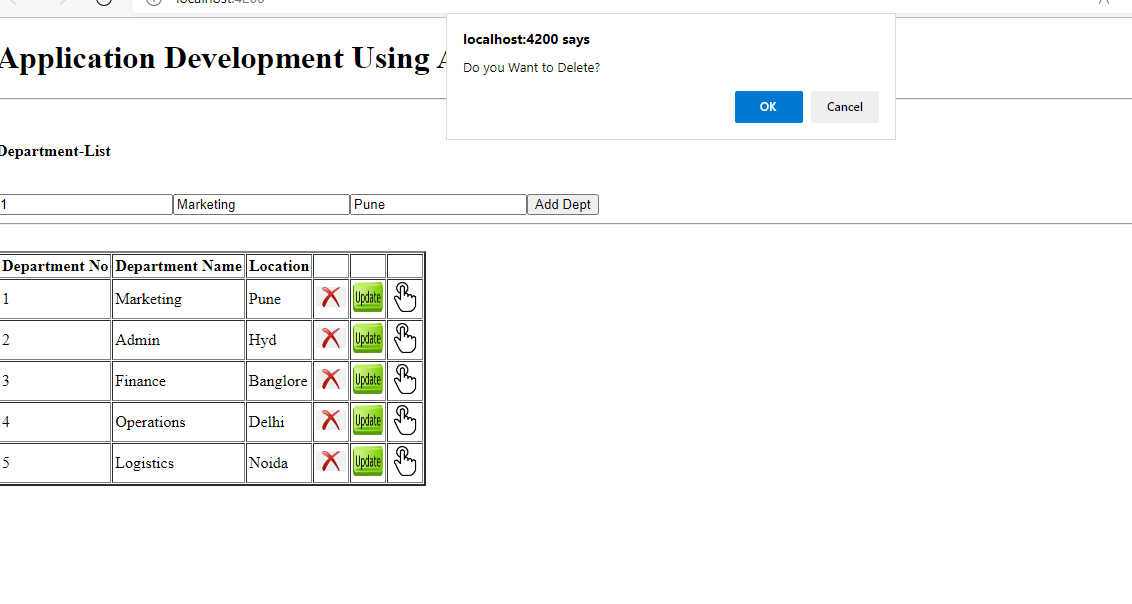 localhost:4200
localhost:4200 says
Do you Want to Delete?
OK Cancel
Application Development Using
Department-List
1 Marketing Pune Add Dept
Department No Department Name Location
1 Marketing Pune Update
2 Admin Hyd Update
3 Finance Banglore Update
4 Operations Delhi Update
5 Logistics Noida Update